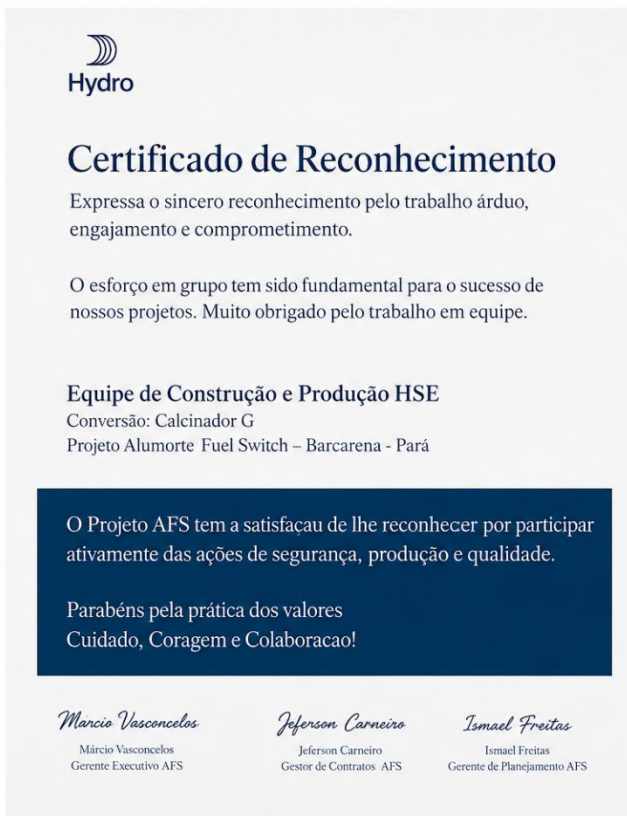 Hydro
Certificado de Reconhecimento
Expressa o sincero reconhecimento pelo trabalho árduo,
engajamento e comprometimento.
O esforço em grupo tem sido fundamental para o sucesso de
nossos projetos. Muito obrigado pelo trabalho em equipe.
Equipe de Construção e Produção HSE
Conversão: Calcinador G
Projeto Alumorte Fuel Switch – Barcarena - Pará
O Projeto AFS tem a satisfaçau de lhe reconhecer por participar
ativamente das ações de segurança, produção e qualidade.
Parabéns pela prática dos valores
Cuidado, Coragem e Colaboracao!
Márcio Vasconcelos
Jeferson Carneiro
Ismael Freitas
Márcio Vasconcelos
Gerente Executivo AFS
Jeferson Carneiro
Gestor de Contratos AFS
Ismael Freitas
Gerente de Planejamento AFS